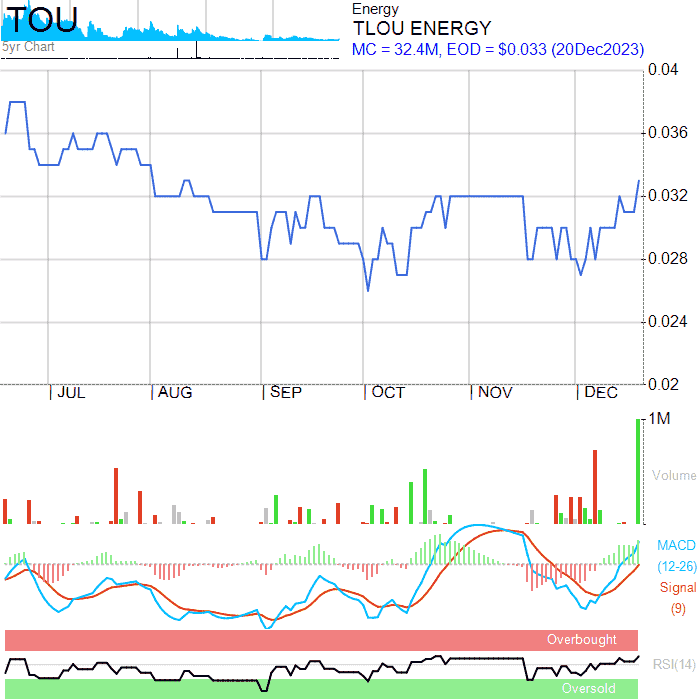 TOU
5yr Chart
Energy
TLOU ENERGY
MC = 32.4M, EOD = $0.033 (20Dec2023)
0.04
0.036
0.032
0.028
0.024
0.02
JUL AUG SEP OCT NOV DEC
1M
Volume
MACD
(12-26)
Signal
(9)
Overbought
RSI(14)
Oversold